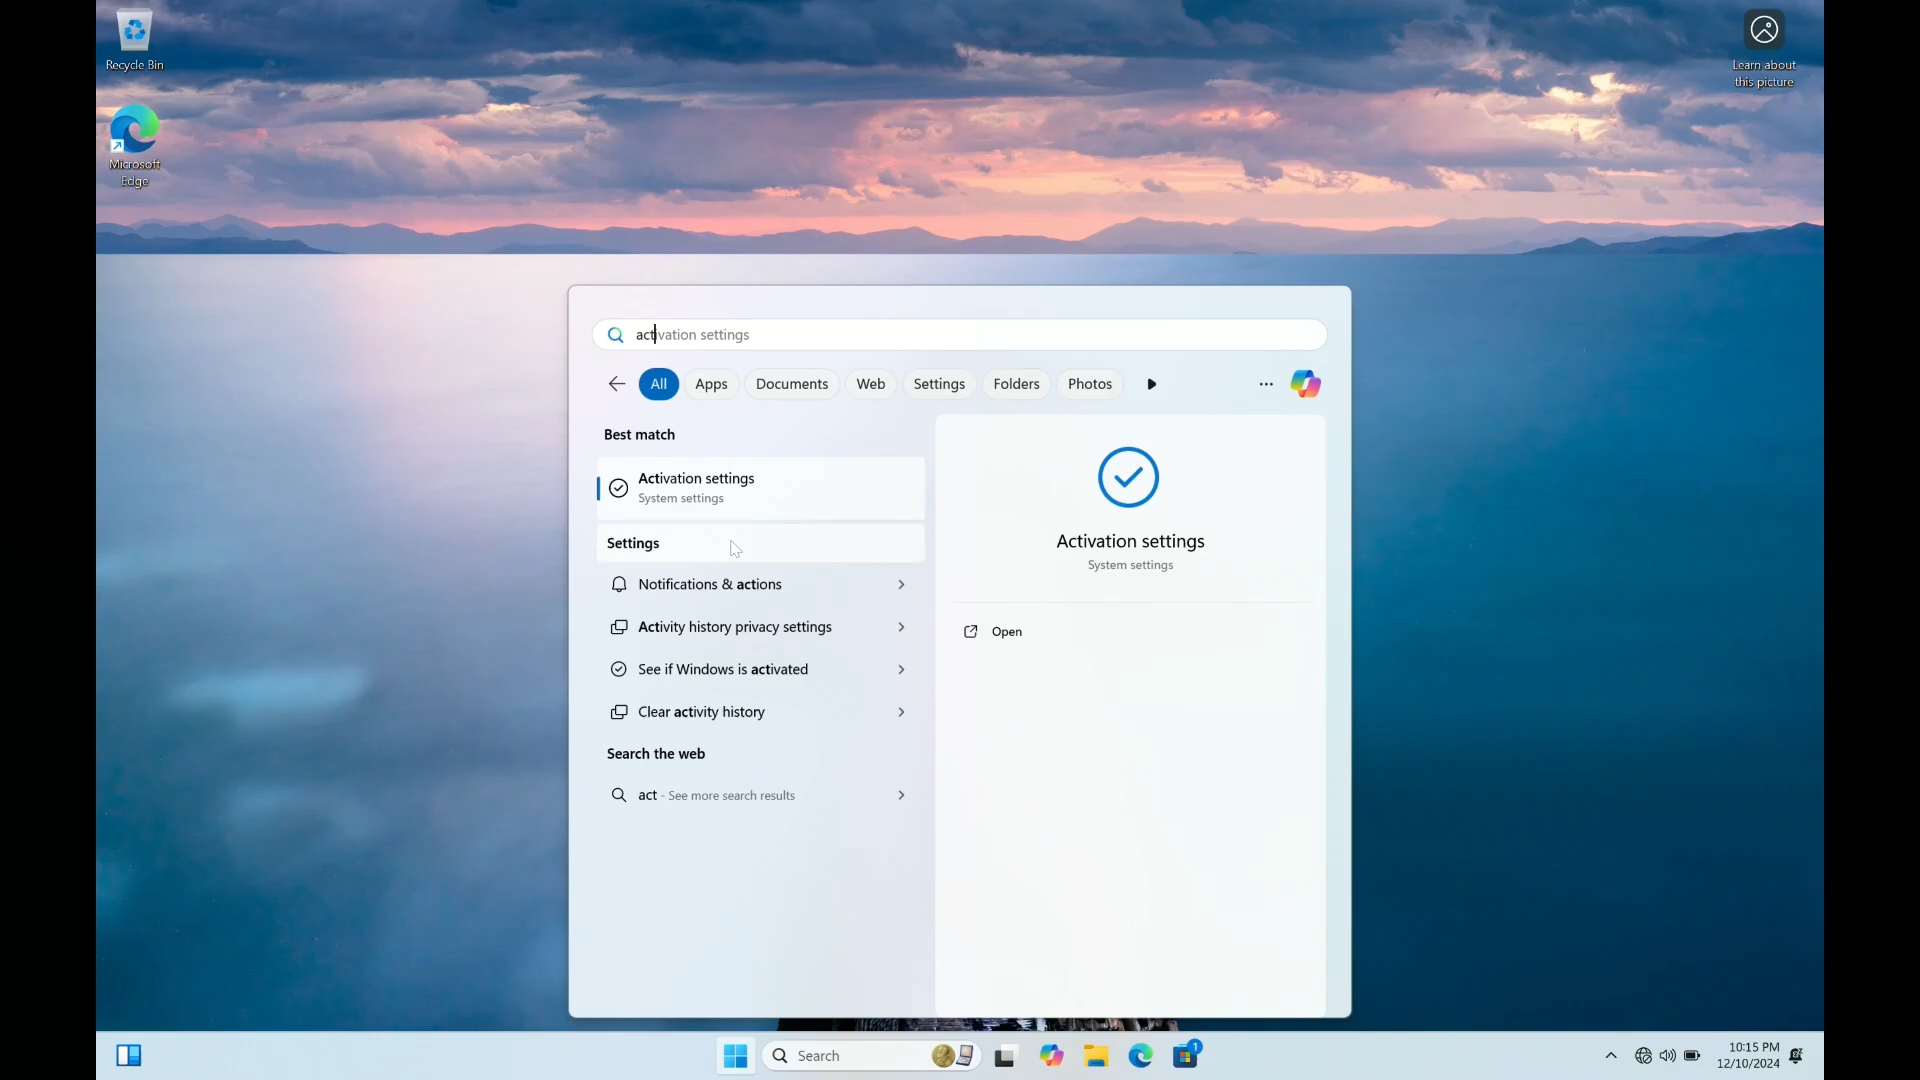 Recycle Bin
Microsoft
Edge
Learn about
this picture
activation settings
All
Apps
Documents
Web
Settings
Folders
Photos
Best match
Activation settings
System settings
Settings
Notifications & actions
Activity history privacy settings
See if Windows is activated
Clear activity history
Search the web
act - See more search results
Activation settings
System settings
Open
Search
1
10:15 PM
12/10/2024